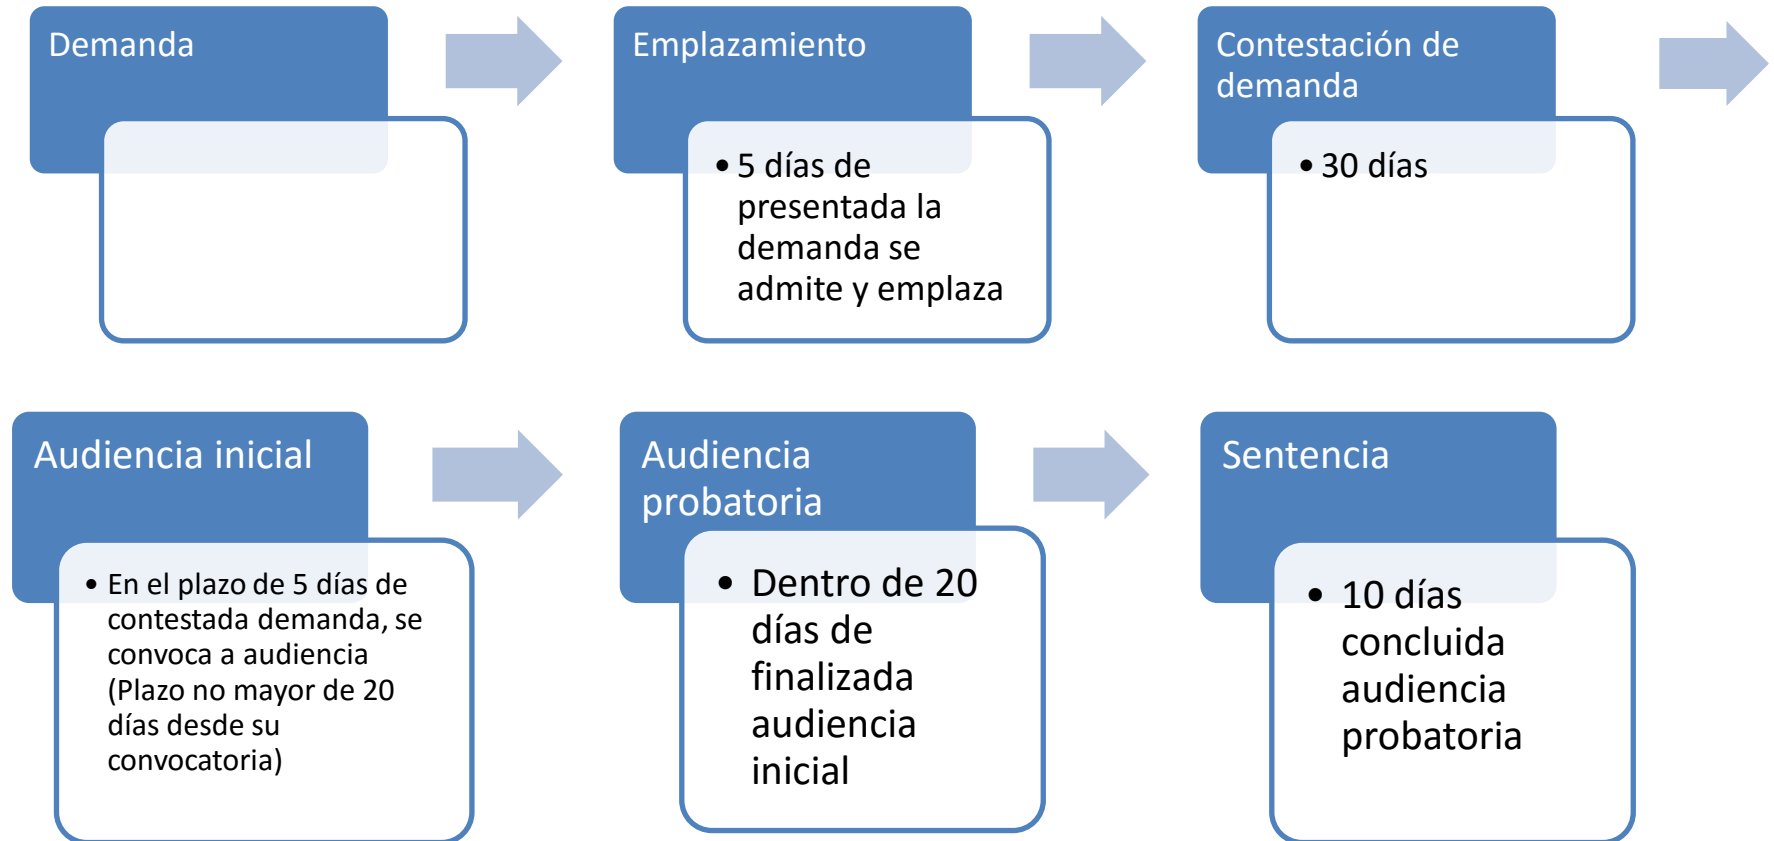 Demanda
Emplazamiento
• 5 días de
presentada la
demanda se
admite y emplaza
Contestación de
demanda
• 30 días
Audiencia inicial
• En el plazo de 5 días de
contestada demanda, se
convoca a audiencia
(Plazo no mayor de 20
días desde su
convocatoria)
Audiencia
probatoria
• Dentro de 20
días de
finalizada
audiencia
inicial
Sentencia
• 10 días
concluida
audiencia
probatoria